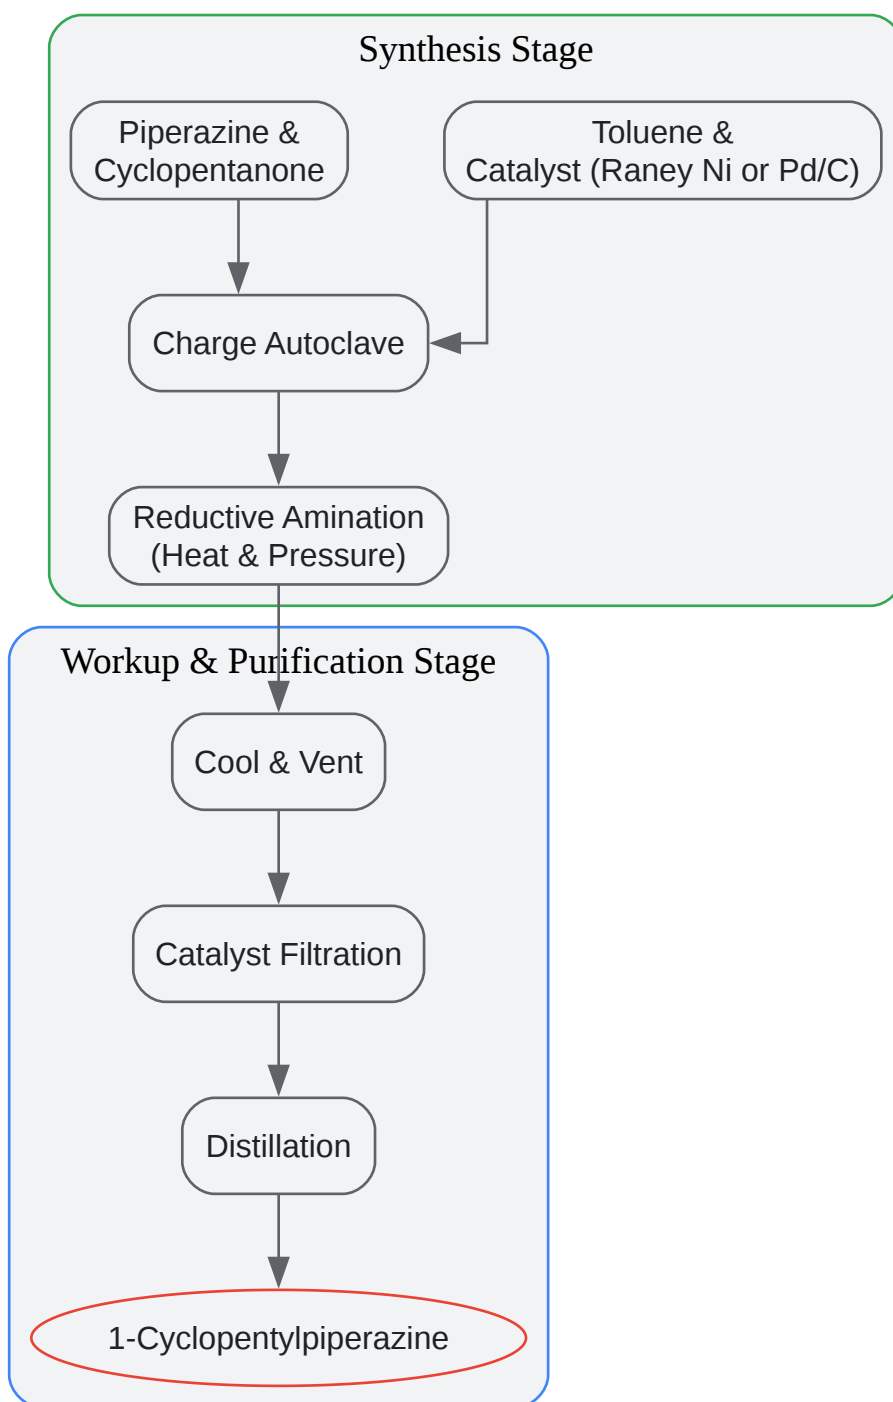 Synthesis Stage
Piperazine &
Cyclopentanone
Toluene &
Catalyst (Raney Ni or Pd/C)
Charge Autoclave
Reductive Amination
(Heat & Pressure)
Workup & Purification Stage
Cool & Vent
Catalyst Filtration
Distillation
1-Cyclopentylpiperazine